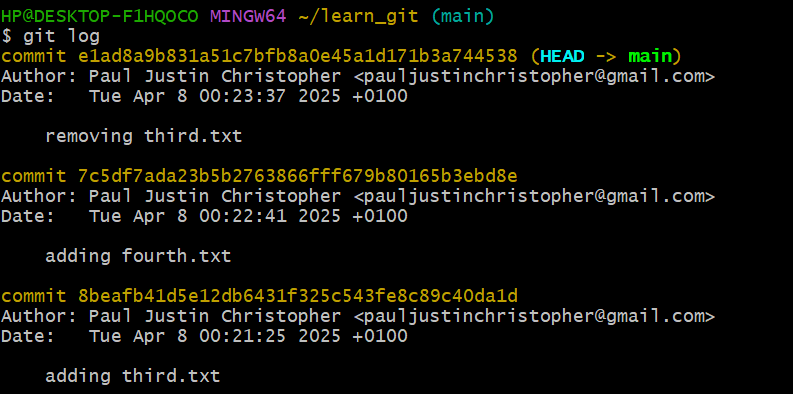 HP@DESKTOP-F1HQOCO MINGW64 ~/learn_git (main)
$ git log
commit e1ad8a9b831a51c7bfb8a0e45a1d171b3a744538 (HEAD -> main)
Author: Paul Justin Christopher <pauljustinchristopher@gmail.com>
Date:   Tue Apr 8 00:23:37 2025 +0100
    removing third.txt
commit 7c5df7ada23b5b2763866fff679b80165b3ebd8e
Author: Paul Justin Christopher <pauljustinchristopher@gmail.com>
Date:   Tue Apr 8 00:22:41 2025 +0100
    adding fourth.txt
commit 8beafb41d5e12db6431f325c543fe8c89c40da1d
Author: Paul Justin Christopher <pauljustinchristopher@gmail.com>
Date:   Tue Apr 8 00:21:25 2025 +0100
    adding third.txt